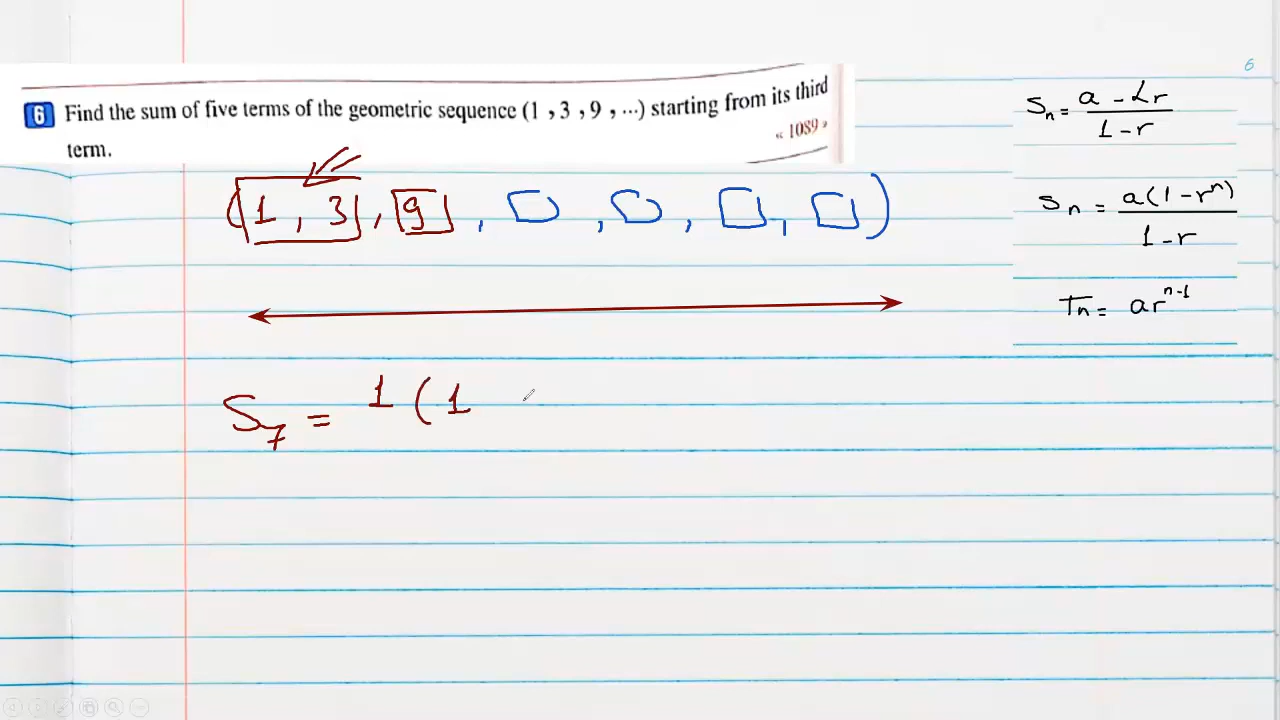 6
6 Find the sum of five terms of the geometric sequence (1 , 3 , 9 , ...) starting from its third
« 1089 »
term.
(1 , 3 , 9 , □ , □ , □ , □)
Sn = a - Lr / 1 - r
Sn = a(1 - r^n) / 1 - r
Tn = ar^n-1
S7 = 1 ( 1